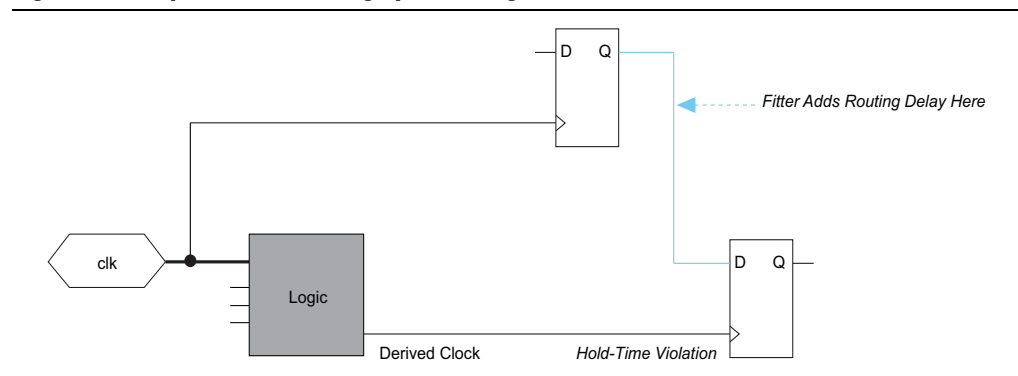 D Q
Fitter Adds Routing Delay Here
clk
Logic
D Q
Derived Clock
Hold-Time Violation